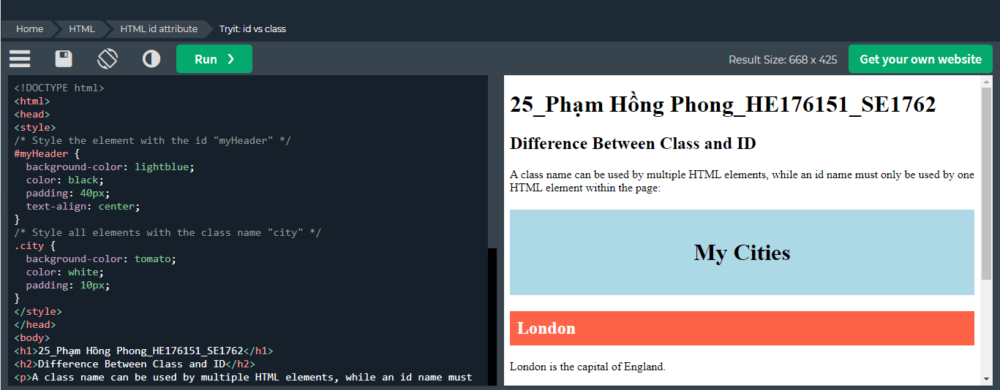 Home
HTML
HTML id attribute
Tryit: id vs class
Run ❯
Result Size: 668 x 425
Get your own website
<!DOCTYPE html>
<html>
<head>
<style>
/* Style the element with the id "myHeader" */
#myHeader {
  background-color: lightblue;
  color: black;
  padding: 40px;
  text-align: center;
}
/* Style all elements with the class name "city" */
.city {
  background-color: tomato;
  color: white;
  padding: 10px;
}
</style>
</head>
<body>
<h1>25_Phạm Hồng Phong_HE176151_SE1762</h1>
<h2>Difference Between Class and ID</h2>
<p>A class name can be used by multiple HTML elements, while an id name must
25_Phạm Hồng Phong_HE176151_SE1762
Difference Between Class and ID
A class name can be used by multiple HTML elements, while an id name must only be used by one
HTML element within the page:
My Cities
London
London is the capital of England.